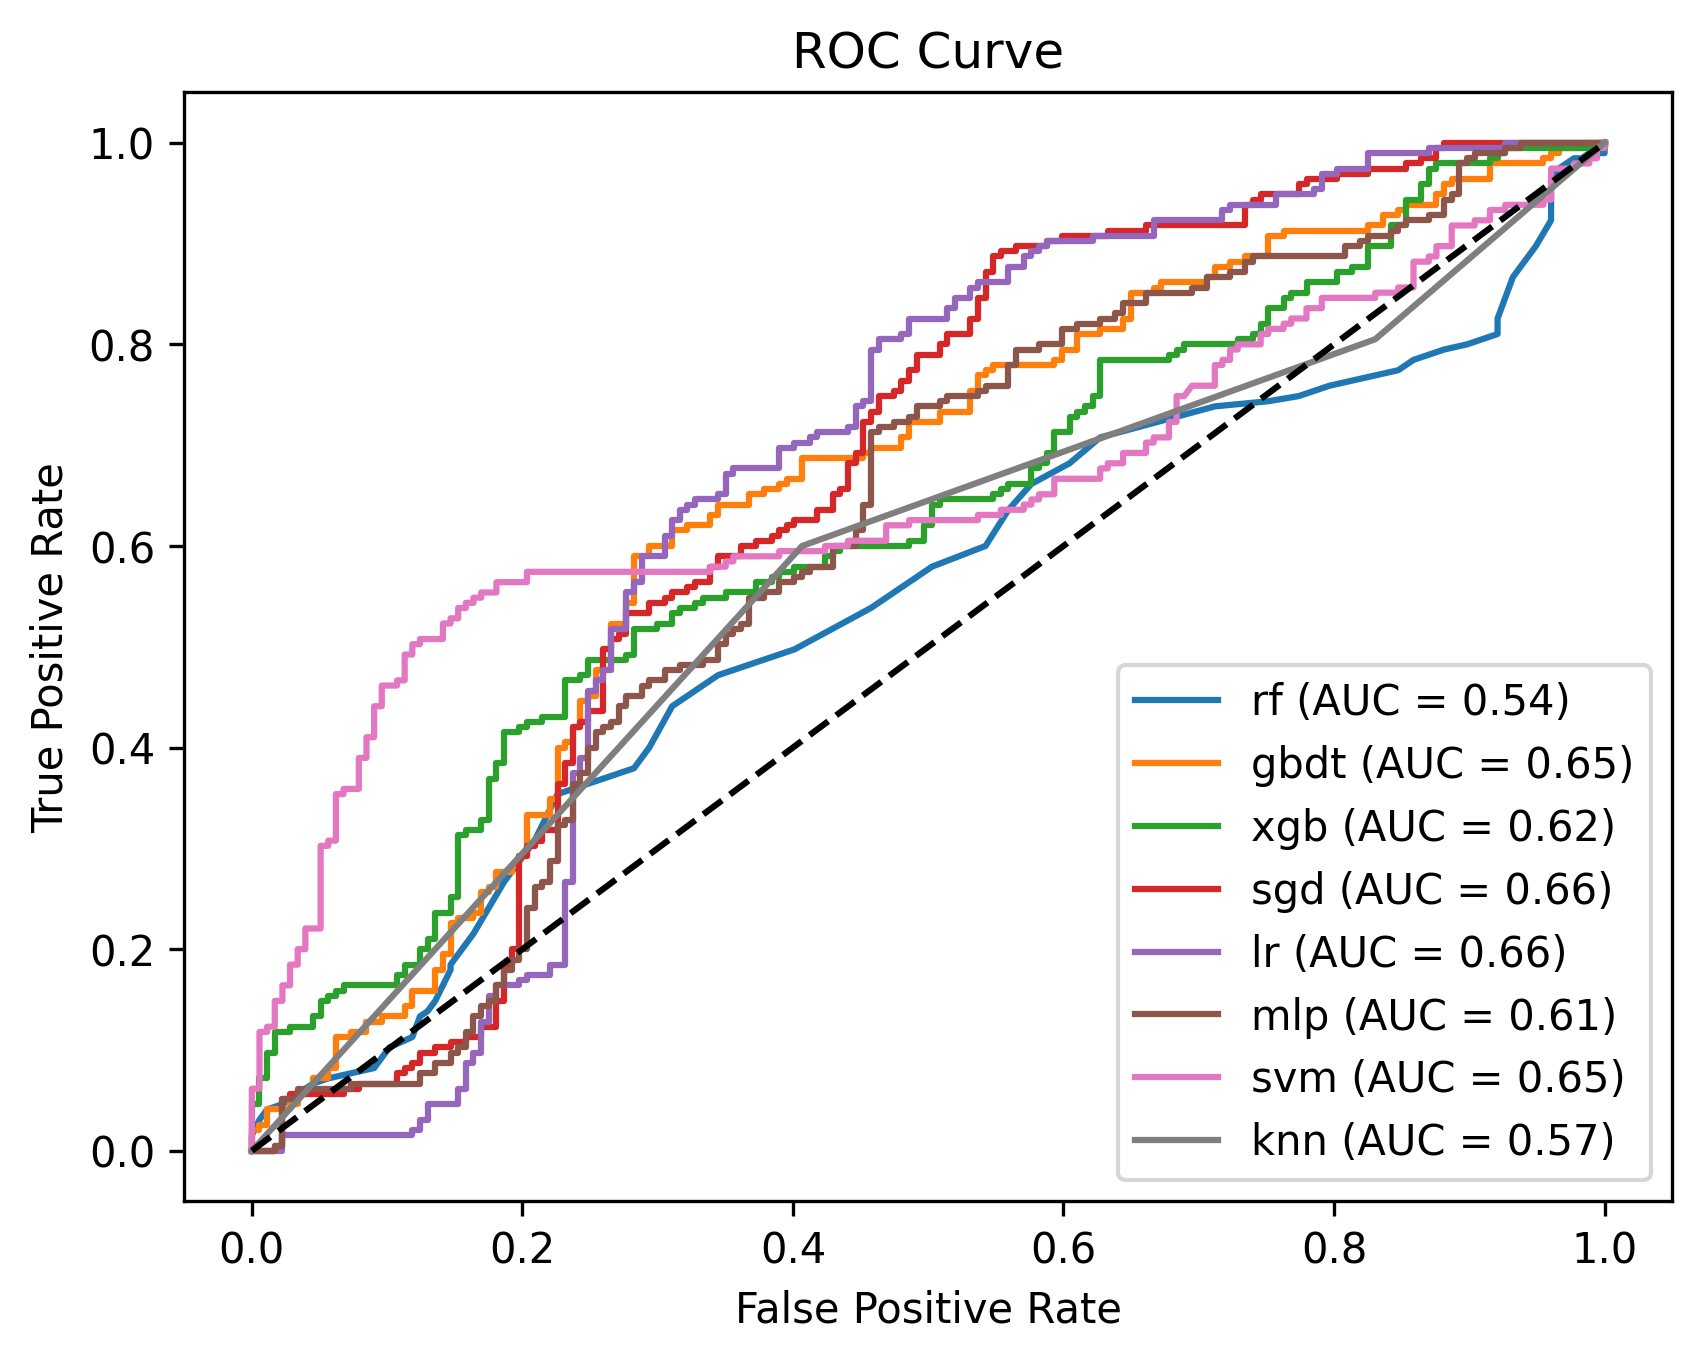 ROC Curve
True Positive Rate
1.0
0.8
0.6
0.4
0.2
0.0
rf (AUC = 0.54)
gbdt (AUC = 0.65)
xgb (AUC = 0.62)
sgd (AUC = 0.66)
lr (AUC = 0.66)
mlp (AUC = 0.61)
svm (AUC = 0.65)
knn (AUC = 0.57)
0.0 0.2 0.4 0.6 0.8 1.0
False Positive Rate